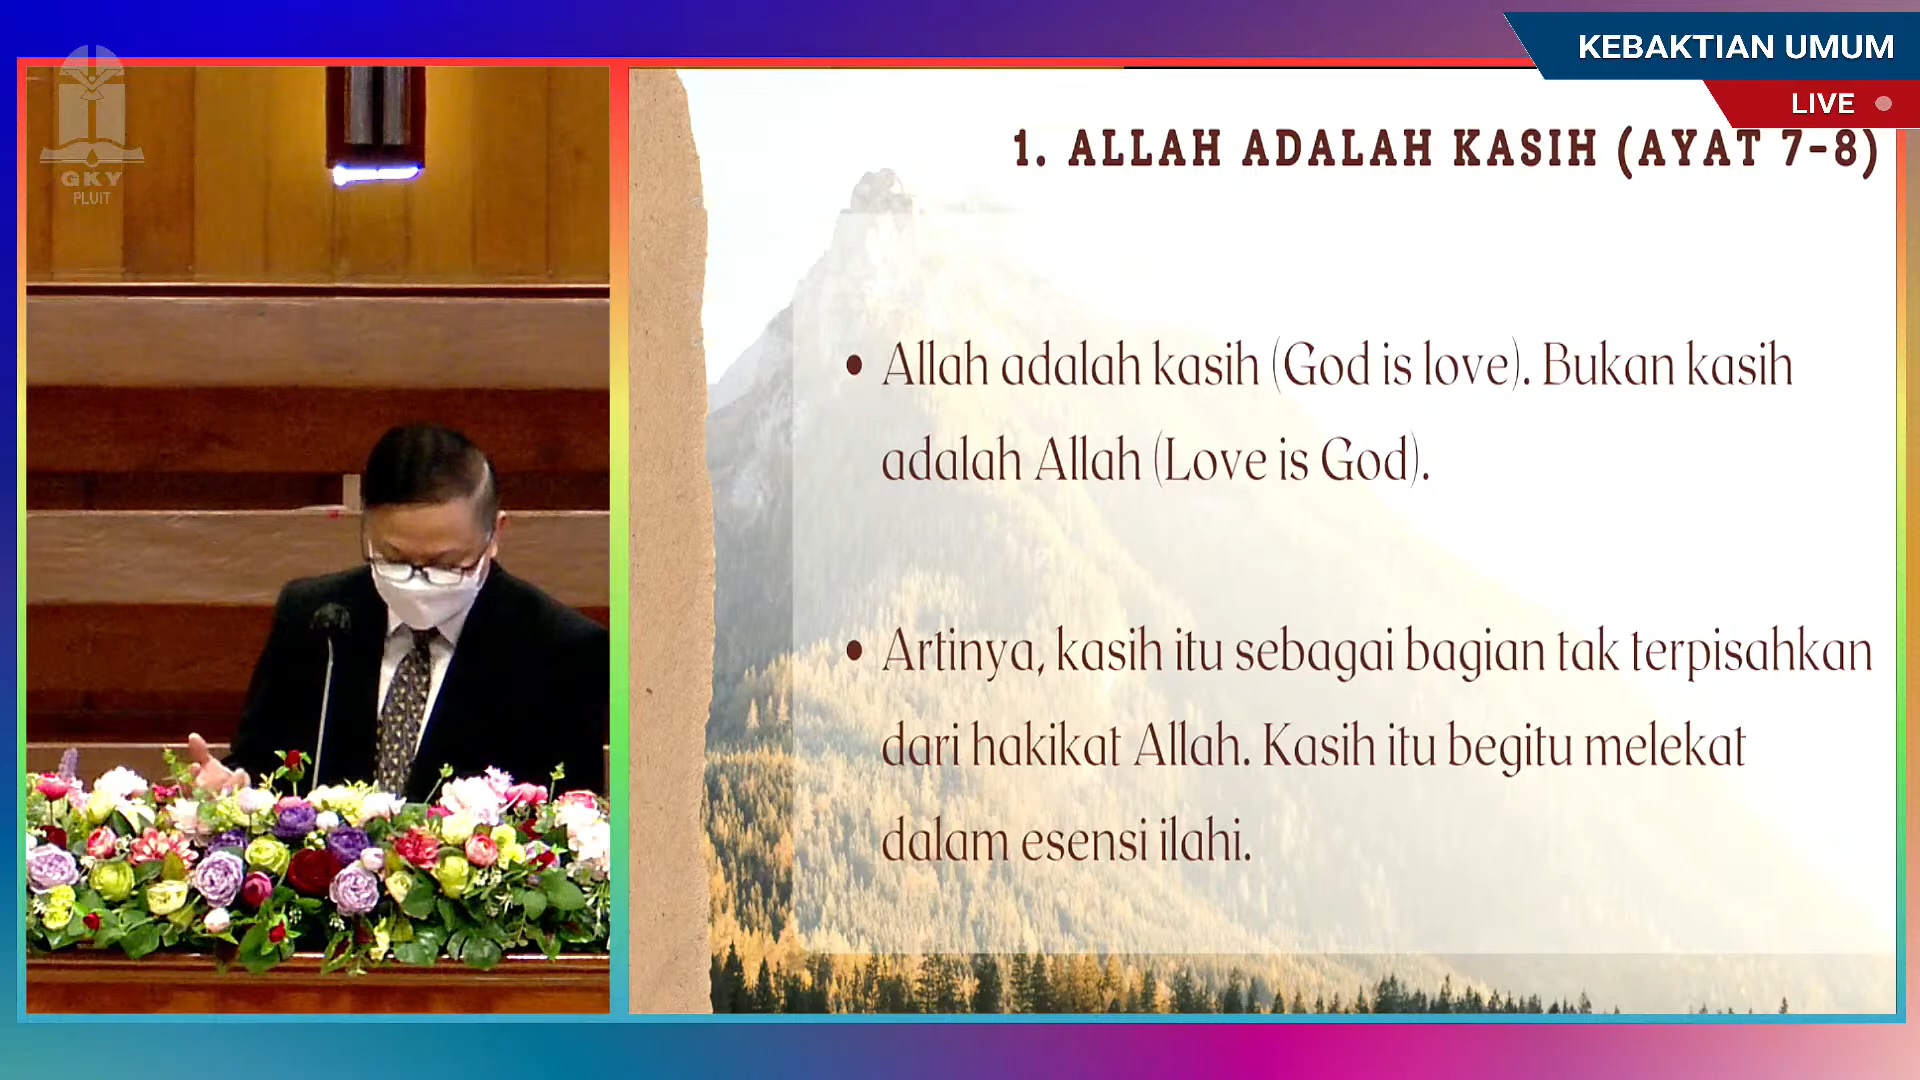 GKY
PLUIT
KEBAKTIAN UMUM
LIVE
1. ALLAH ADALAH KASIH (AYAT 7-8)
• Allah adalah kasih (God is love). Bukan kasih
adalah Allah (Love is God).
• Artinya, kasih itu sebagai bagian tak terpisahkan
dari hakikat Allah. Kasih itu begitu melekat
dalam esensi ilahi.